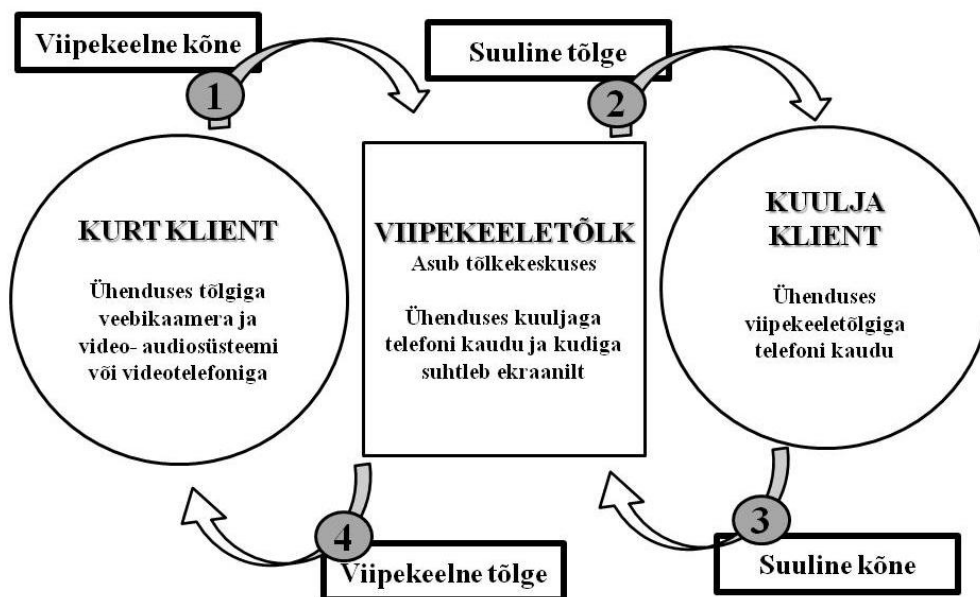 Viipekeelne kõne
1
Suuline tõlge
2
KURT KLIENT
Ühenduses tõlgiga
veebikaamera ja
video- audiosüsteemi
või videotelefoniga
VIIPEKEELETÕLK
Asub tõlkekeskuses
Ühenduses kuuljaga
telefoni kaudu ja kudiga
suhtleb ekraanilt
KUULJA
KLIENT
Ühenduses
viipekeeletõlgiga
telefoni kaudu
3
Suuline kõne
4
Viipekeelne tõlge